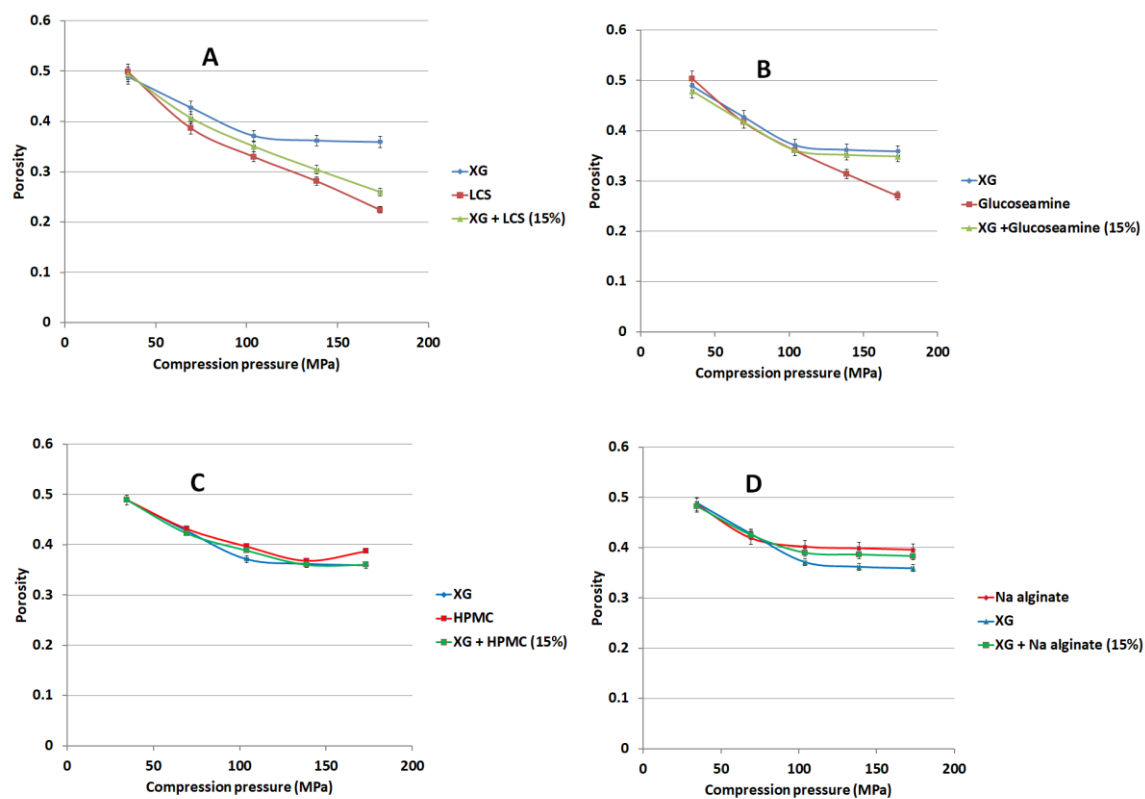 A
0.6
0.5
0.4
0.3
0.2
0.1
0
Porosity
0
50
100
150
200
Compression pressure (MPa)
XG
LCS
XG + LCS (15%)
B
0.6
0.5
0.4
0.3
0.2
0.1
0
Porosity
0
50
100
150
200
Compression pressure (MPa)
XG
Glucoseamine
XG +Glucoseamine (15%)
C
0.6
0.5
0.4
0.3
0.2
0.1
0
Porosity
0
50
100
150
200
Compression pressure (MPa)
XG
HPMC
XG + HPMC (15%)
D
0.6
0.5
0.4
0.3
0.2
0.1
0
Porosity
0
50
100
150
200
Compression pressure (MPa)
Na alginate
XG
XG + Na alginate (15%)